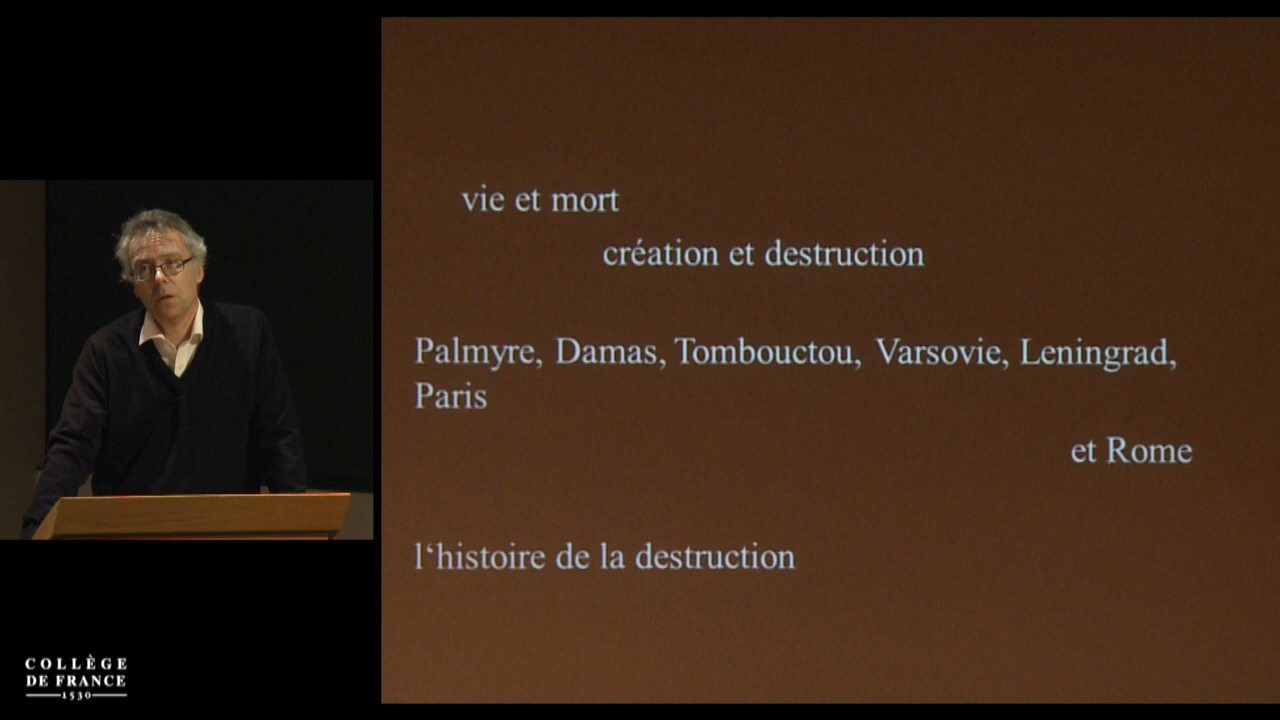 vie et mort
création et destruction
Palmyre, Damas, Tombouctou, Varsovie, Leningrad,
Paris
et Rome
l‘histoire de la destruction
COLLÈGE
DE FRANCE
1530